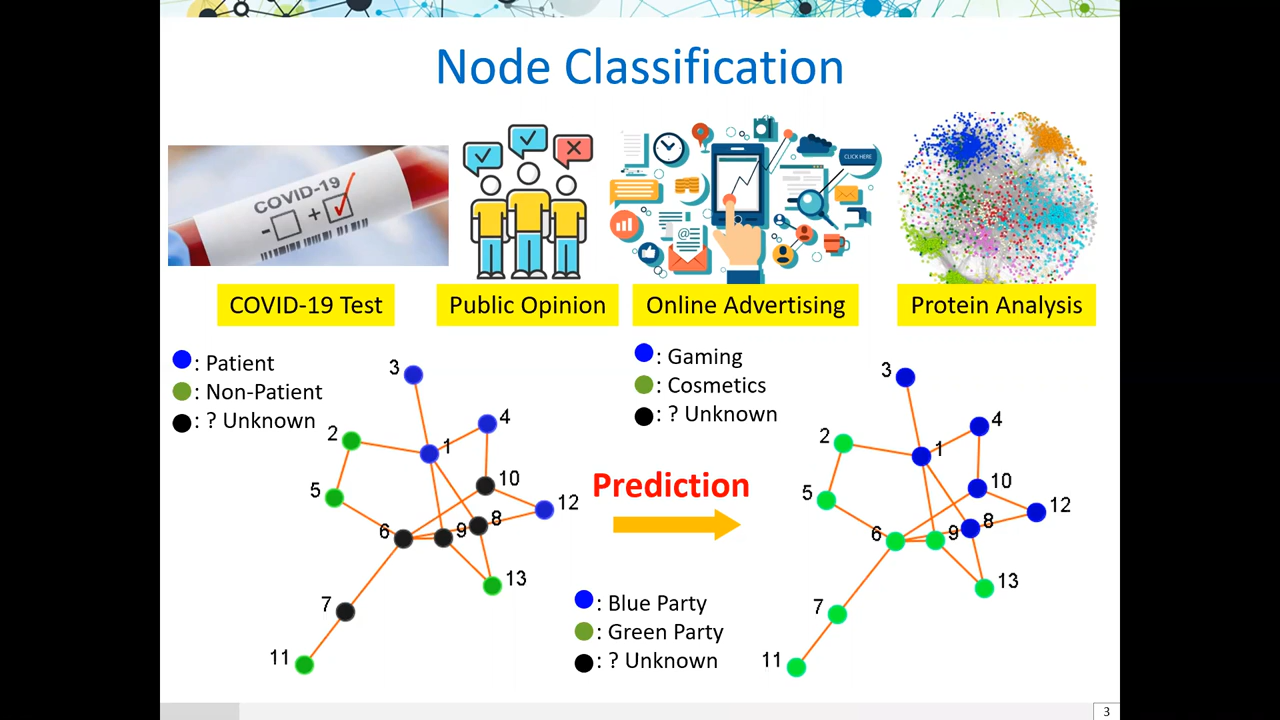 Node Classification
COVID-19
- +
CLICK HERE
@
COVID-19 Test
Public Opinion
Online Advertising
Protein Analysis
: Patient
: Non-Patient
: ? Unknown
: Gaming
: Cosmetics
: ? Unknown
3
4
2
1
10
5
12
8
6
9
13
7
11
Prediction
3
4
2
1
10
5
12
8
6
9
13
7
11
: Blue Party
: Green Party
: ? Unknown
3